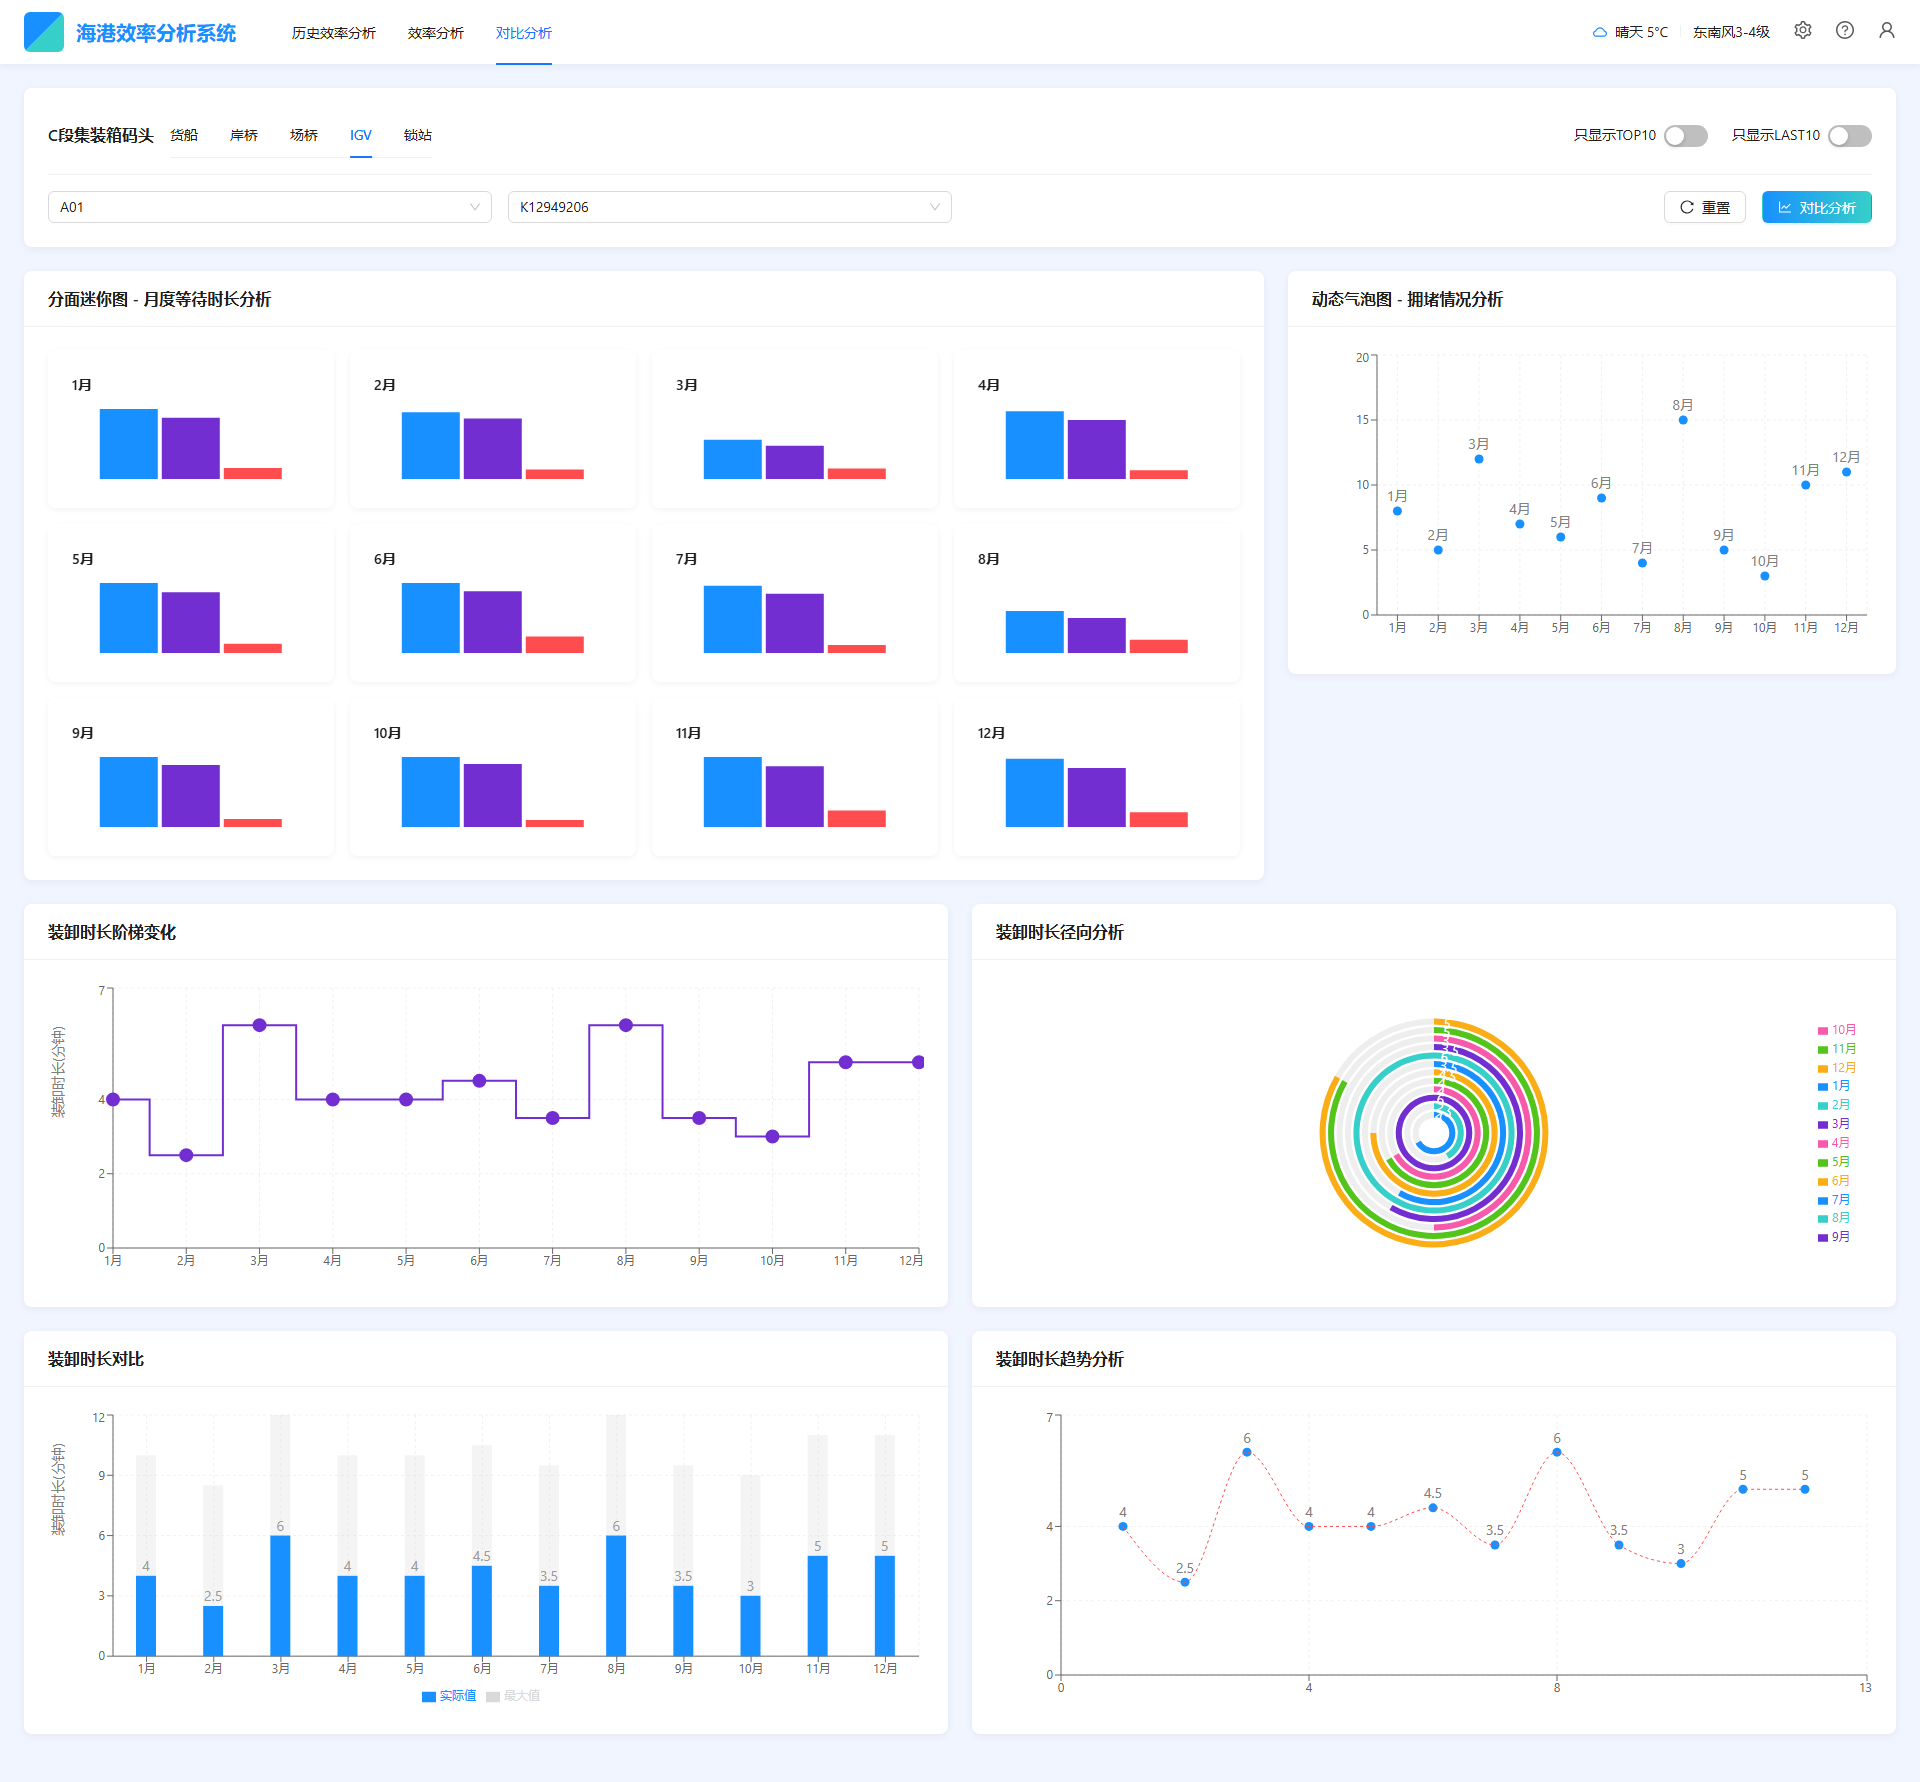 海港效率分析系统
历史效率分析 效率分析 对比分析
晴天 5°C 东南风3-4级
C段集装箱码头 货船 岸桥 场桥 IGV 锁站
只显示TOP10 只显示LAST10
A01 K12949206
重置 对比分析
分面迷你图 - 月度等待时长分析
1月 2月 3月 4月
5月 6月 7月 8月
9月 10月 11月 12月
动态气泡图 - 拥堵情况分析
20
15
10
5
0
1月 2月 3月 4月 5月 6月 7月 8月 9月 10月 11月 12月
1月 2月 3月 4月 5月 6月 7月 8月 9月 10月 11月 12月
装卸时长阶梯变化
装卸时长(分钟)
7
4
2
0
1月 2月 3月 4月 5月 6月 7月 8月 9月 10月 11月 12月
装卸时长径向分析
10月
11月
12月
1月
2月
3月
4月
5月
6月
7月
8月
9月
装卸时长对比
装卸时长(分钟)
12
9
6
3
0
4 2.5 6 4 4 4.5 3.5 6 3.5 3 5 5
1月 2月 3月 4月 5月 6月 7月 8月 9月 10月 11月 12月
实际值 最大值
装卸时长趋势分析
7
4
2
0
4 2.5 6 4 4 4.5 3.5 6 3.5 3 5 5
0 4 8 13